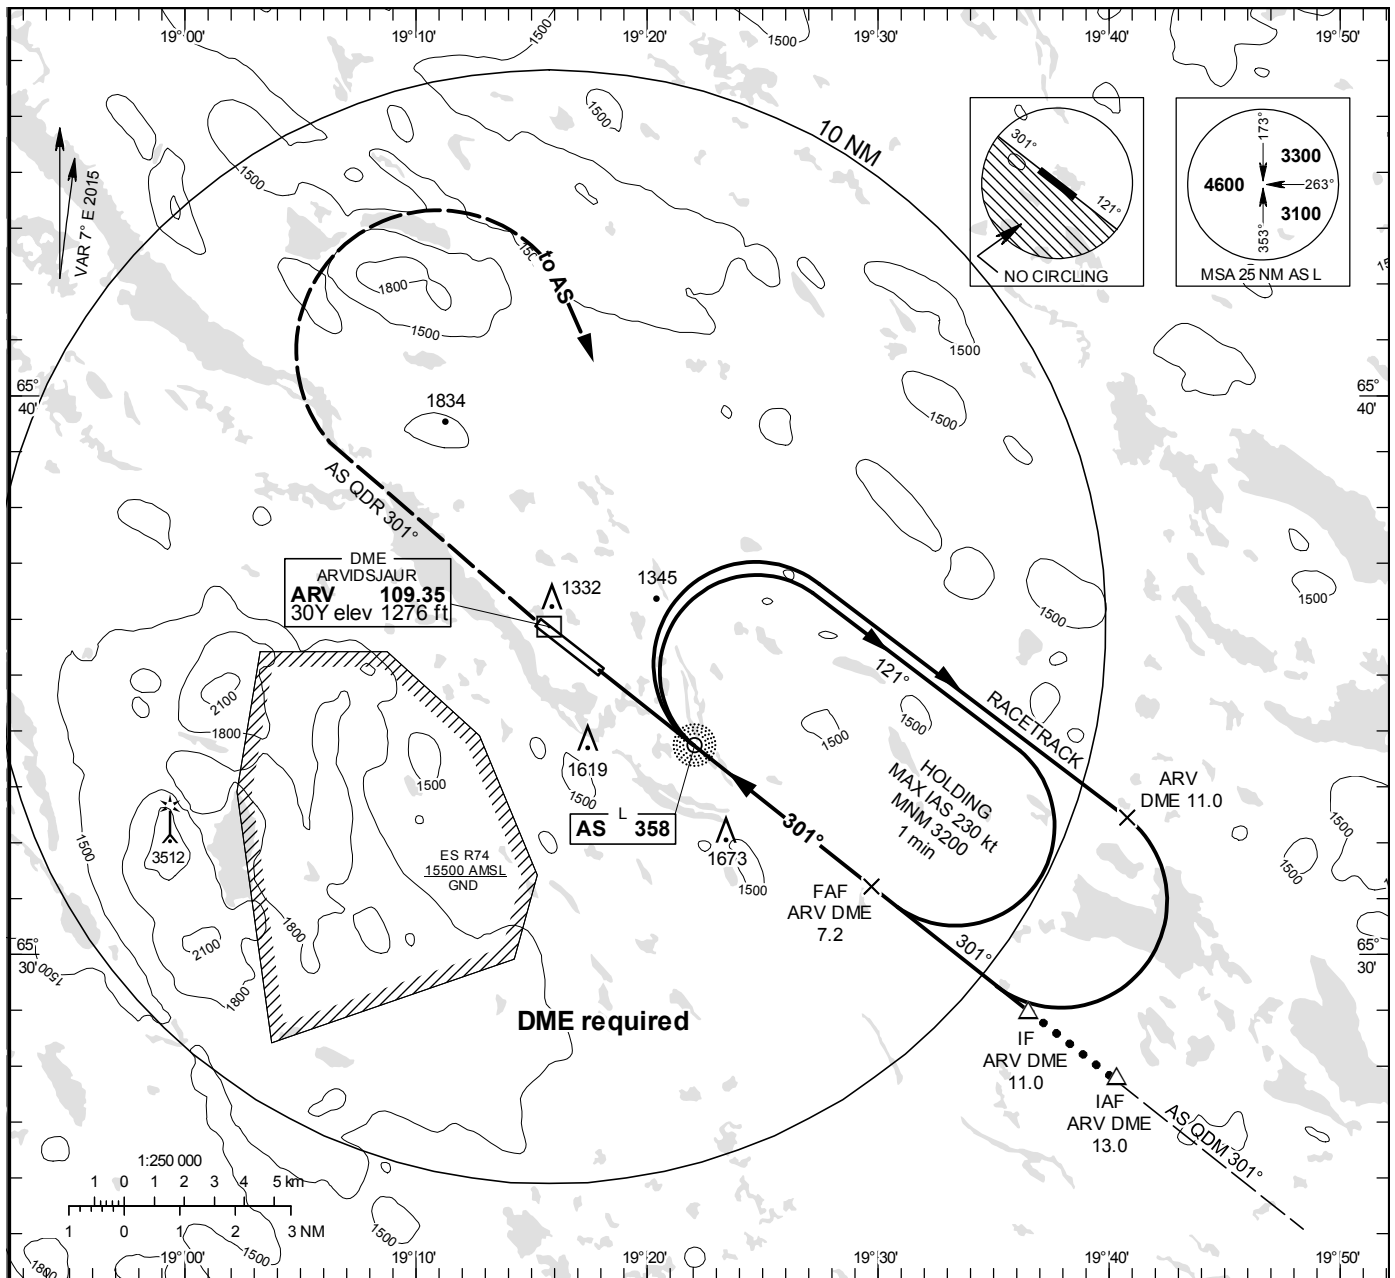 19°00'
19°10'
19°20'
19°30'
19°40'
19°50'
1500
1500
1500
1500
10 NM
301°
121°
NO CIRCLING
173°
3300
4600
263°
3100
353°
MSA 25 NM AS L
VAR 7° E 2015
to AS
1800
1500
1500
1500
65°
40'
65°
40'
1834
AS QDR 301°
DME
ARVIDSJAUR
ARV 109.35
30Y elev 1276 ft
1332
1345
1500
1500
121°
RACETRACK
2100
1800
1500
1500
1500
HOLDING
MAX IAS 230 kt
MNM 3200
1 min
ARV
DME 11.0
1619
1500
L
AS 358
301°
1673
1500
1500
3512
1500
1500
ES R74
15500 AMSL
GND
FAF
ARV DME
7.2
301°
1800
2100
1800
1500
65°
30'
65°
30'
DME required
IF
ARV DME
11.0
IAF
ARV DME
13.0
AS QDM 301°
1:250 000
1 0 1 2 3 4 5 km
1 0 1 2 3 NM
1500
1500
1800
19°00'
19°10'
19°20'
19°30'
19°40'
19°50'